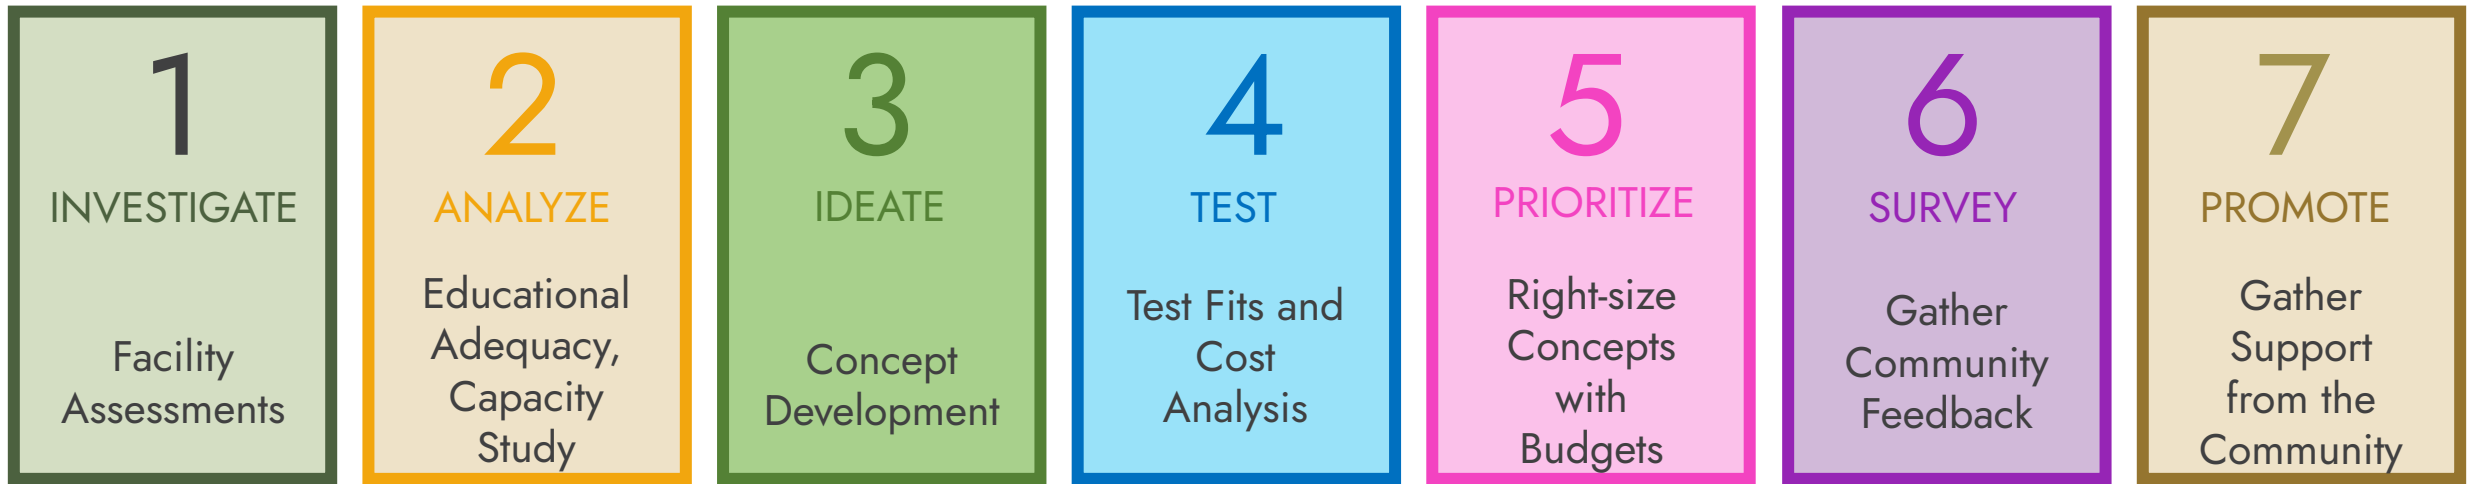 1
INVESTIGATE
Facility
Assessments
2
ANALYZE
Educational
Adequacy,
Capacity
Study
3
IDEATE
Concept
Development
4
TEST
Test Fits and
Cost
Analysis
5
PRIORITIZE
Right-size
Concepts
with
Budgets
6
SURVEY
Gather
Community
Feedback
7
PROMOTE
Gather
Support
from the
Community